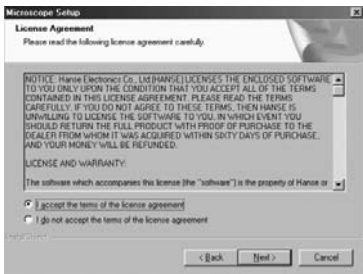 Microscope Setup
License Agreement
Please read the following license agreement carefully.
NOTICE: Hanse Electronics Co., Ltd.(HANSE) LICENSES THE ENCLOSED SOFTWARE
TO YOU ONLY UPON THE CONDITION THAT YOU ACCEPT ALL OF THE TERMS
CONTAINED IN THIS LICENSE AGREEMENT. PLEASE READ THE TERMS
CAREFULLY. IF YOU DO NOT AGREE TO THESE TERMS, THEN HANSE IS
UNWILLING TO LICENSE THE SOFTWARE TO YOU, IN WHICH EVENT YOU
SHOULD RETURN THE FULL PRODUCT WITH PROOF OF PURCHASE TO THE
DEALER FROM WHOM IT WAS ACQUIRED WITHIN SIXTY DAYS OF PURCHASE,
AND YOUR MONEY WILL BE REFUNDED.
LICENSE AND WARRANTY:
The software which accompanies this license (the "software") is the property of Hanse or
I accept the terms of the license agreement
I do not accept the terms of the license agreement
InstallShield
< Back
Next >
Cancel